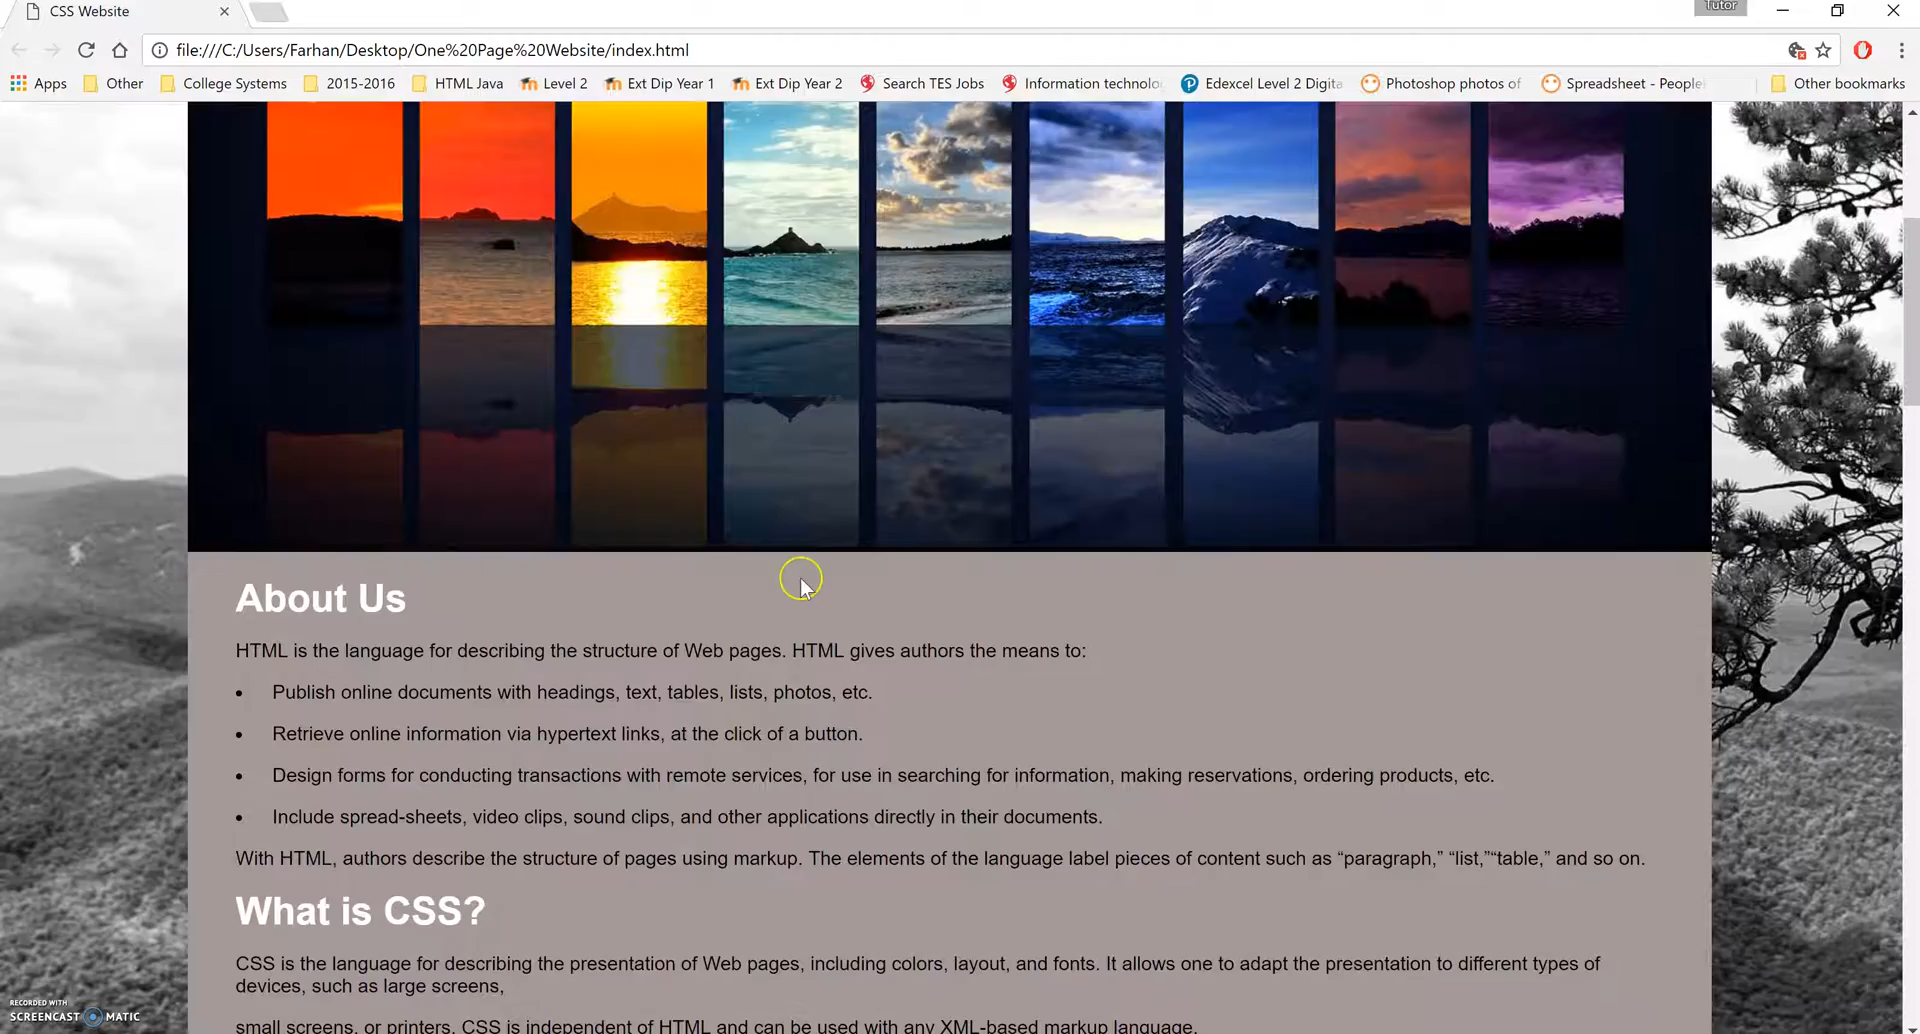 CSS Website
Tutor
file:///C:/Users/Farhan/Desktop/One%20Page%20Website/index.html
Apps Other College Systems 2015-2016 HTML Java Level 2 Ext Dip Year 1 Ext Dip Year 2 Search TES Jobs Information technolo Edexcel Level 2 Digita Photoshop photos of Spreadsheet - People Other bookmarks
About Us
HTML is the language for describing the structure of Web pages. HTML gives authors the means to:
• Publish online documents with headings, text, tables, lists, photos, etc.
• Retrieve online information via hypertext links, at the click of a button.
• Design forms for conducting transactions with remote services, for use in searching for information, making reservations, ordering products, etc.
• Include spread-sheets, video clips, sound clips, and other applications directly in their documents.
With HTML, authors describe the structure of pages using markup. The elements of the language label pieces of content such as “paragraph,” “list,”“table,” and so on.
What is CSS?
CSS is the language for describing the presentation of Web pages, including colors, layout, and fonts. It allows one to adapt the presentation to different types of
devices, such as large screens,
small screens, or printers. CSS is independent of HTML and can be used with any XML-based markup language.
RECORDED WITH
SCREENCAST MATIC